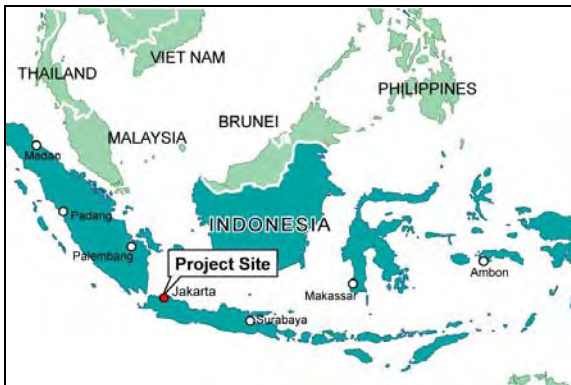 VIET NAM
THAILAND
PHILIPPINES
BRUNEI
MALAYSIA
Medan
Padang
INDONESIA
Palembang
Project Site
Ambon
Jakarta
Makassar
Surabaya